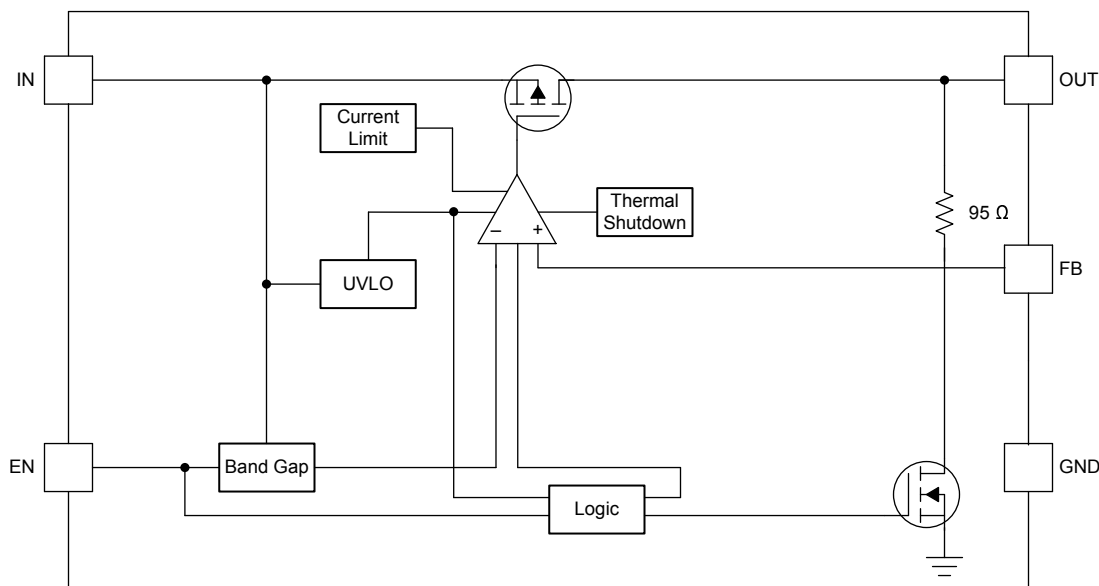 IN
OUT
Current
Limit
Thermal
Shutdown
95 Ω
– +
UVLO
FB
EN
Band Gap
GND
Logic